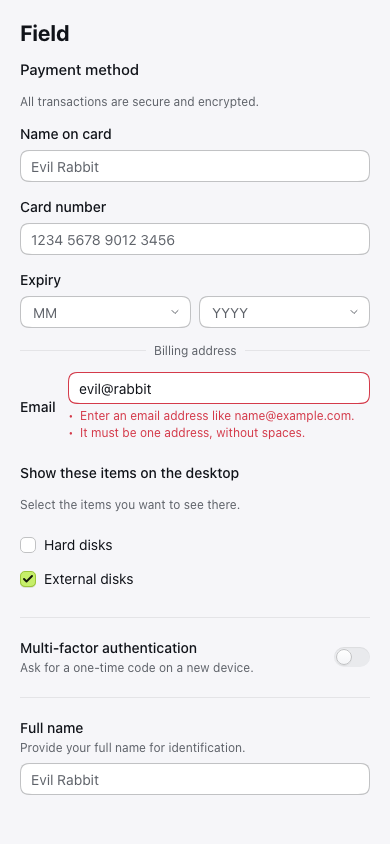 Field
Payment method
All transactions are secure and encrypted.
Name on card
Evil Rabbit
Card number
1234 5678 9012 3456
Expiry
MM
YYYY
Billing address
Email
evil@rabbit
• Enter an email address like name@example.com.
• It must be one address, without spaces.
Show these items on the desktop
Select the items you want to see there.
Hard disks
External disks
Multi-factor authentication
Ask for a one-time code on a new device.
Full name
Provide your full name for identification.
Evil Rabbit